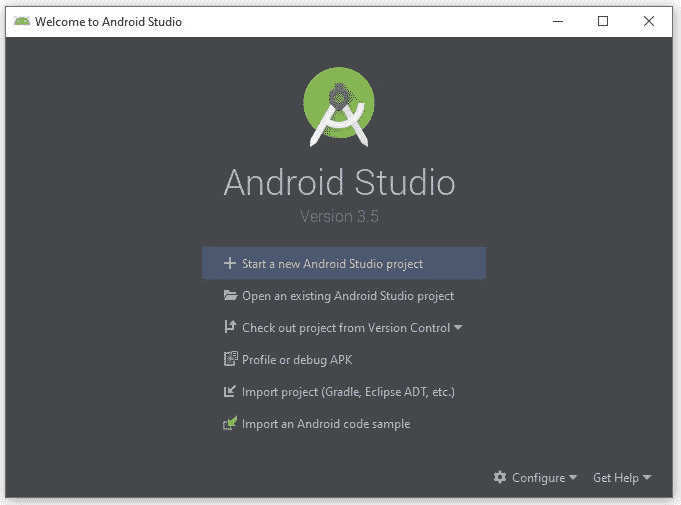 Welcome to Android Studio
Android Studio
Version 3.5
Start a new Android Studio project
Open an existing Android Studio project
Check out project from Version Control
Profile or debug APK
Import project (Gradle, Eclipse ADT, etc.)
Import an Android code sample
Configure Get Help